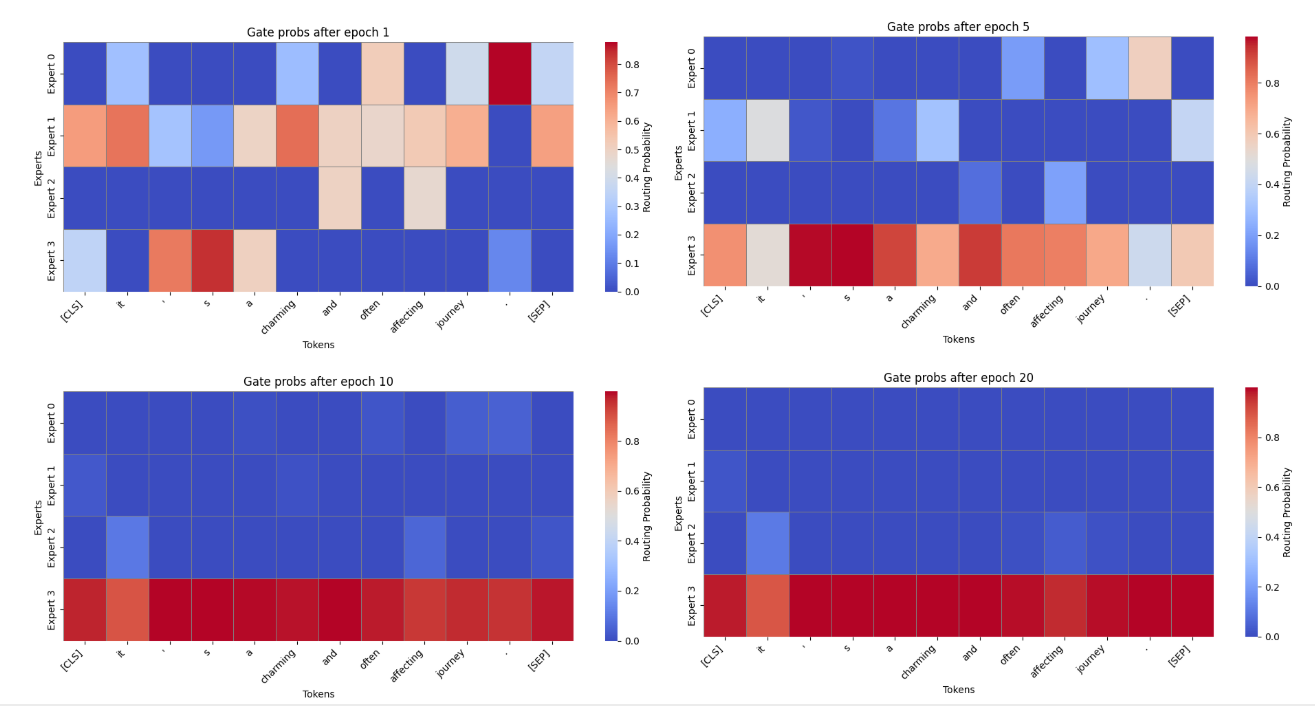 Gate probs after epoch 1
Experts
Expert 0
Expert 1
Expert 2
Expert 3
[CLS] it ' s a charming and often affecting journey . [SEP]
Tokens
0.8
0.7
0.6
0.5
0.4
0.3
0.2
0.1
0.0
Routing Probability
Gate probs after epoch 5
Experts
Expert 0
Expert 1
Expert 2
Expert 3
[CLS] it ' s a charming and often affecting journey . [SEP]
Tokens
0.8
0.6
0.4
0.2
0.0
Routing Probability
Gate probs after epoch 10
Experts
Expert 0
Expert 1
Expert 2
Expert 3
[CLS] it ' s a charming and often affecting journey . [SEP]
Tokens
0.8
0.6
0.4
0.2
0.0
Routing Probability
Gate probs after epoch 20
Experts
Expert 0
Expert 1
Expert 2
Expert 3
[CLS] it ' s a charming and often affecting journey . [SEP]
Tokens
0.8
0.6
0.4
0.2
0.0
Routing Probability